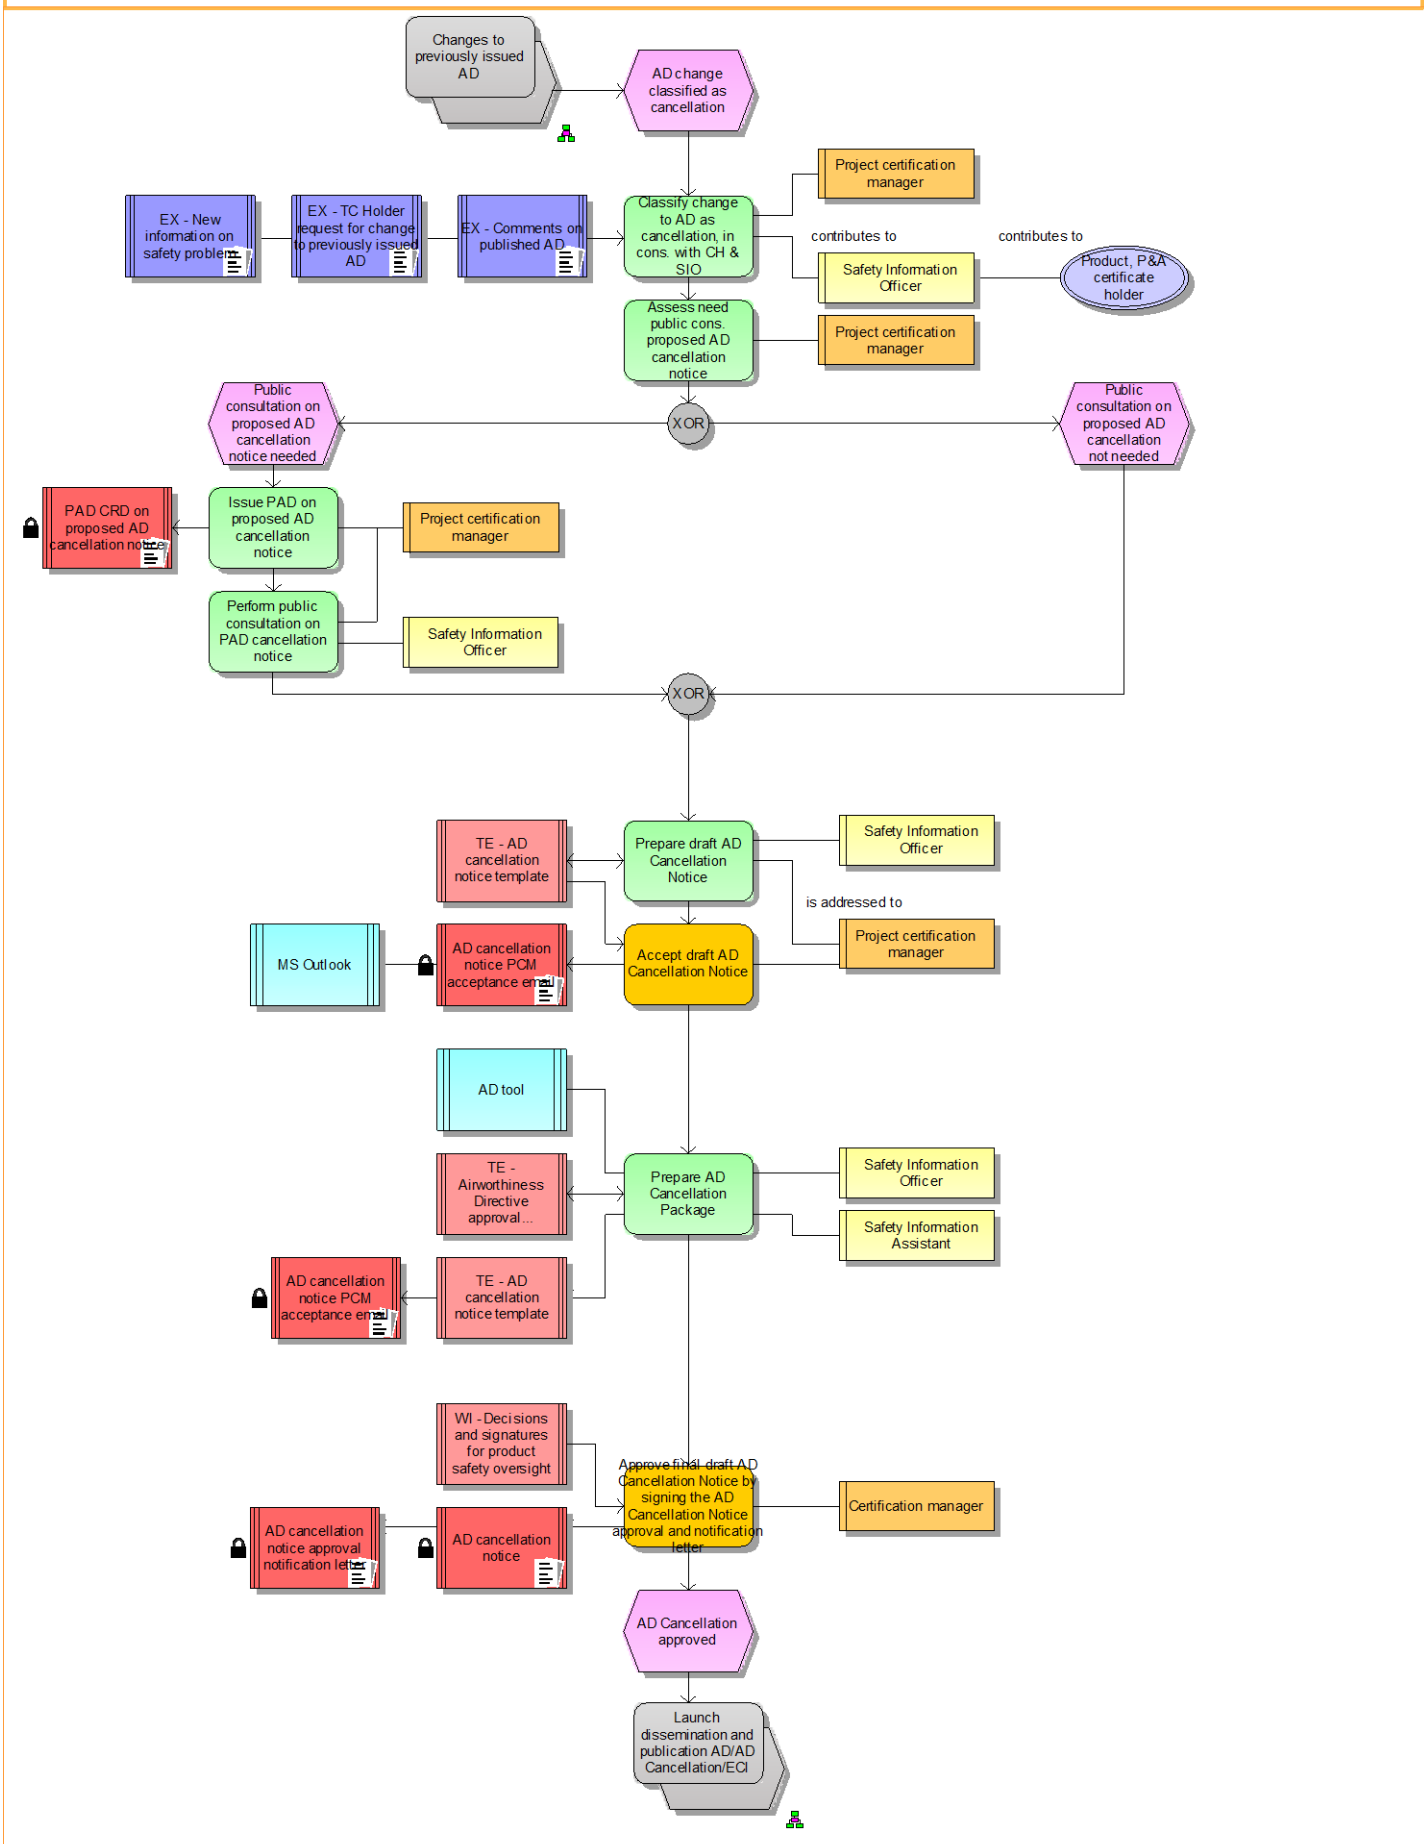 Changes to
previously issued
AD
AD change
classified as
cancellation
Project certification
manager
EX - New
information on
safety problem
EX - TC Holder
request for change
to previously issued
AD
EX - Comments on
published AD
Classify change
to AD as
cancellation, in
cons. with CH &
SIO
contributes to
contributes to
Safety Information
Officer
Product, P&A
certificate
holder
Assess need
public cons.
proposed AD
cancellation
notice
Project certification
manager
Public
consultation on
proposed AD
cancellation
notice needed
XOR
Public
consultation on
proposed AD
cancellation
not needed
PAD CRD on
proposed AD
cancellation notice
Issue PAD on
proposed AD
cancellation
notice
Project certification
manager
Perform public
consultation on
PAD cancellation
notice
Safety Information
Officer
XOR
TE - AD
cancellation
notice template
Prepare draft AD
Cancellation
Notice
Safety Information
Officer
is addressed to
MS Outlook
AD cancellation
notice PCM
acceptance email
Accept draft AD
Cancellation Notice
Project certification
manager
AD tool
TE -
Airworthiness
Directive
approval...
Prepare AD
Cancellation
Package
Safety Information
Officer
Safety Information
Assistant
AD cancellation
notice PCM
acceptance email
TE - AD
cancellation
notice template
WI - Decisions
and signatures
for product
safety oversight
Approve final draft AD
Cancellation Notice by
signing the AD
Cancellation Notice
approval and notification
letter
Certification manager
AD cancellation
notice approval
notification letter
AD cancellation
notice
AD Cancellation
approved
Launch
dissemination and
publication AD/AD
Cancellation/ECI